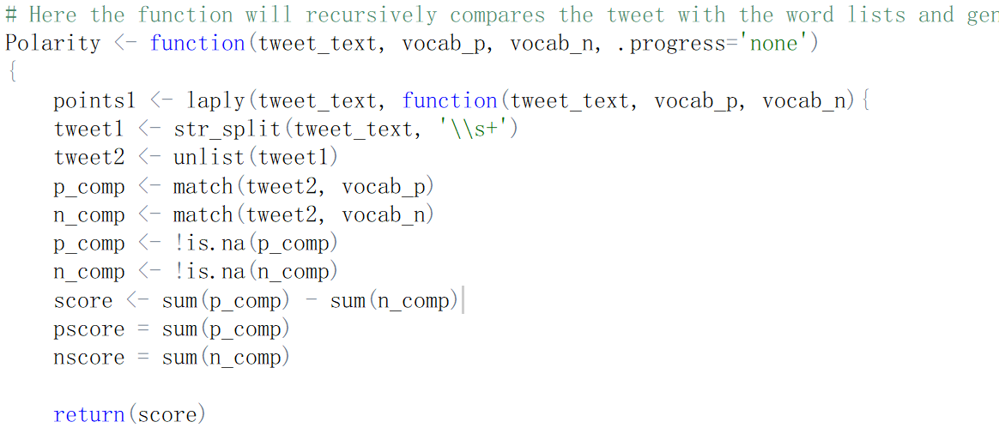 # Here the function will recursively compares the tweet with the word lists and
Polarity <- function(tweet_text, vocab_p, vocab_n, .progress='none')
{
    points1 <- laply(tweet_text, function(tweet_text, vocab_p, vocab_n){
    tweet1 <- str_split(tweet_text, '\\s+')
    tweet2 <- unlist(tweet1)
    p_comp <- match(tweet2, vocab_p)
    n_comp <- match(tweet2, vocab_n)
    p_comp <- !is.na(p_comp)
    n_comp <- !is.na(n_comp)
    score <- sum(p_comp) - sum(n_comp)
    pscore = sum(p_comp)
    nscore = sum(n_comp)
    return(score)